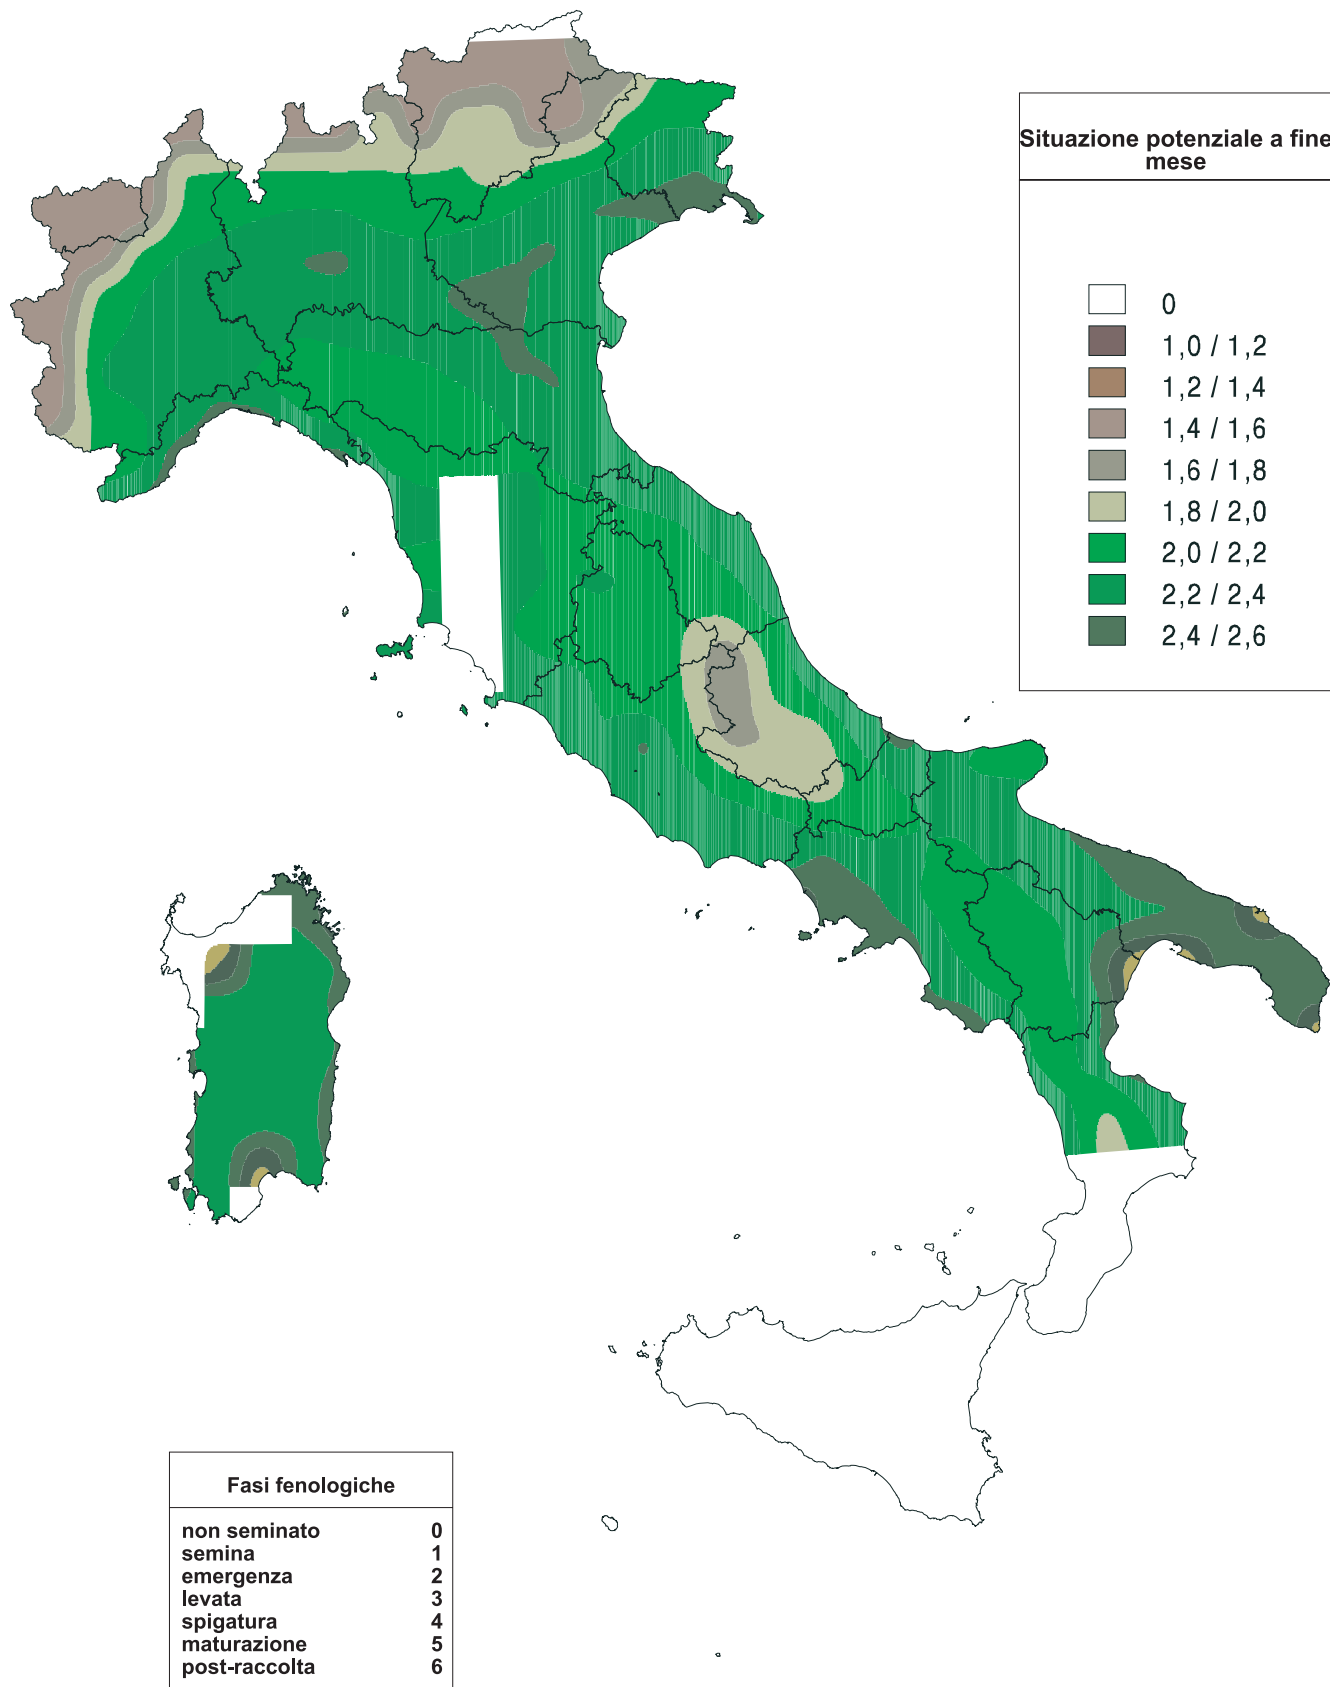 Situazione potenziale a fine
mese
0
1,0 / 1,2
1,2 / 1,4
1,4 / 1,6
1,6 / 1,8
1,8 / 2,0
2,0 / 2,2
2,2 / 2,4
2,4 / 2,6
Fasi fenologiche
non seminato 0
semina 1
emergenza 2
levata 3
spigatura 4
maturazione 5
post-raccolta 6